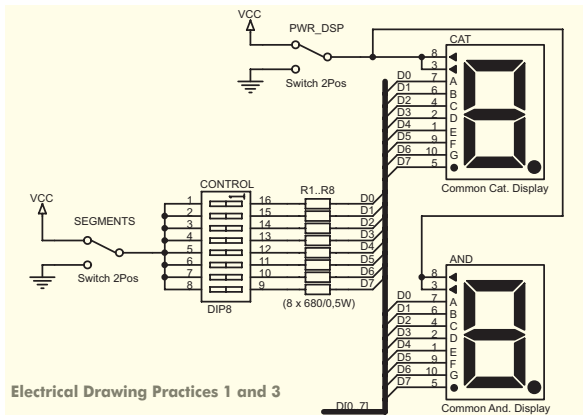 VCC
PWR_DSP
Switch 2Pos
CAT
8
3
D0 7 A
D1 6 B
D2 4 C
D3 2 D
D4 1 E
D5 9 F
D6 10 G
D7 5
Common Cat. Display
VCC
SEGMENTS
Switch 2Pos
CONTROL
R1..R8
1 16 D0
2 15 D1
3 14 D2
4 13 D3
5 12 D4
6 11 D5
7 10 D6
8 9 D7
DIP8
(8 x 680/0,5W)
AND
8
3
D0 7 A
D1 6 B
D2 4 C
D3 2 D
D4 1 E
D5 9 F
D6 10 G
D7 5
Common And. Display
D[0..7]
Electrical Drawing Practices 1 and 3